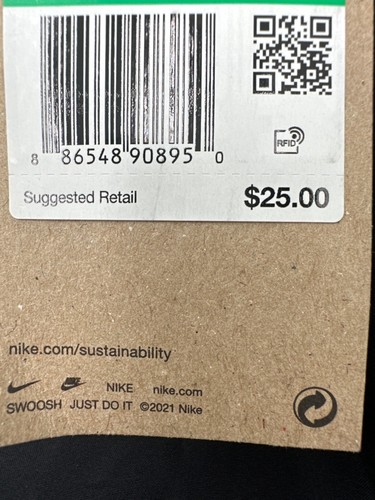 8 86548 90895 0
RFID
Suggested Retail $25.00
nike.com/sustainability
NIKE nike.com
SWOOSH JUST DO IT ©2021 Nike